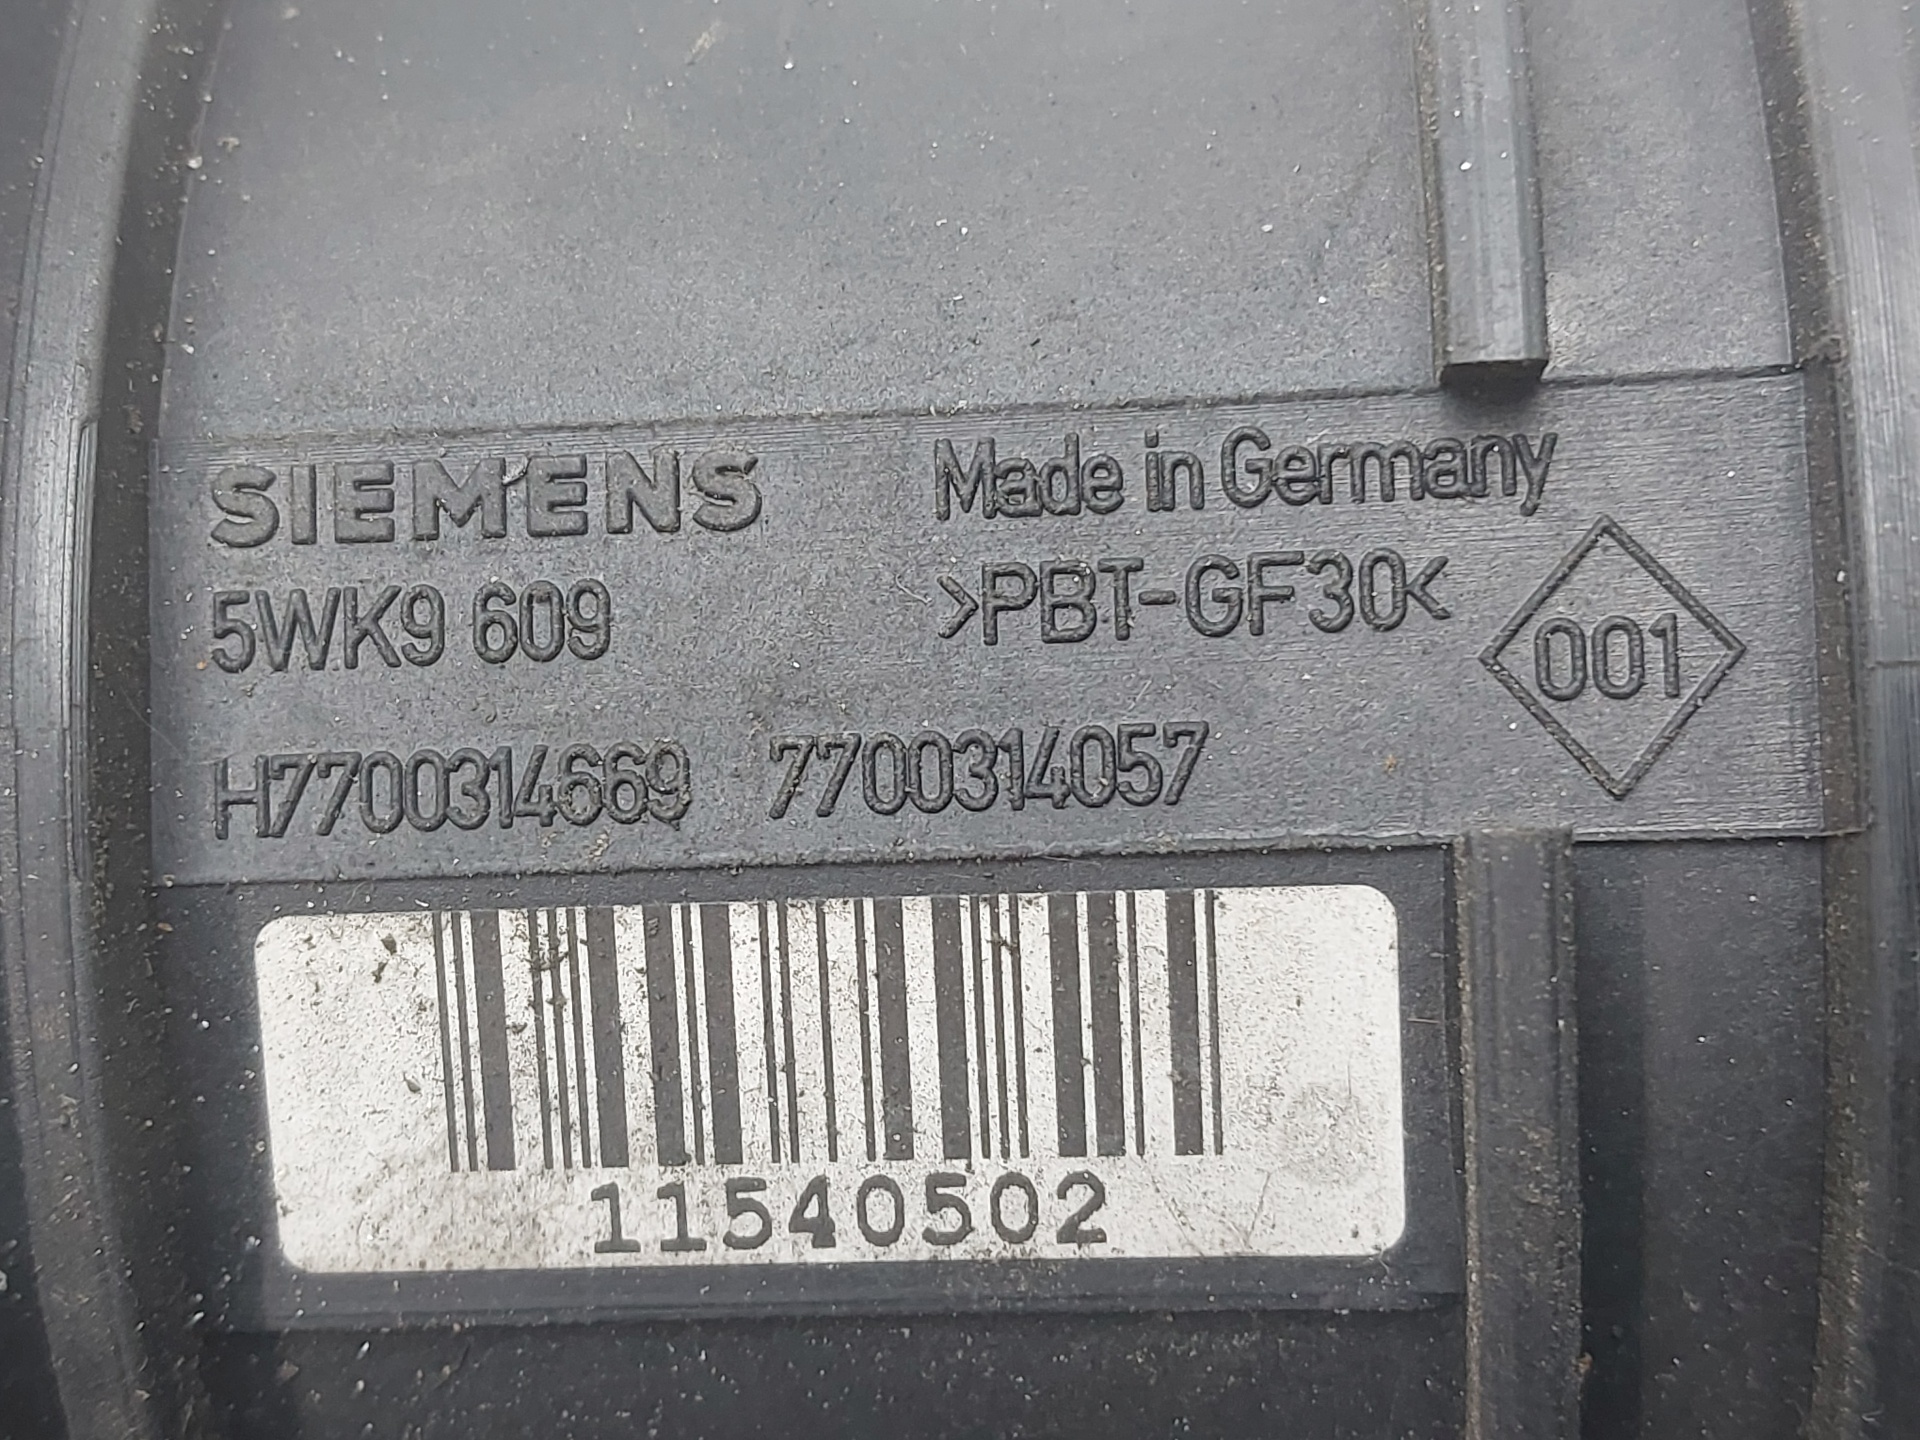 SIEMENS Made in Germany
5WK9 609 >PBT-GF30< 001
H7700314669 7700314057
11540502